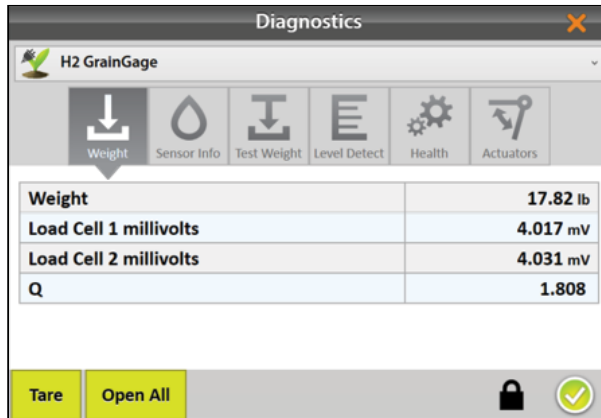 Diagnostics
H2 GrainGage
Weight Sensor Info Test Weight Level Detect Health Actuators
Weight 17.82 lb
Load Cell 1 millivolts 4.017 mV
Load Cell 2 millivolts 4.031 mV
Q 1.808
Tare Open All